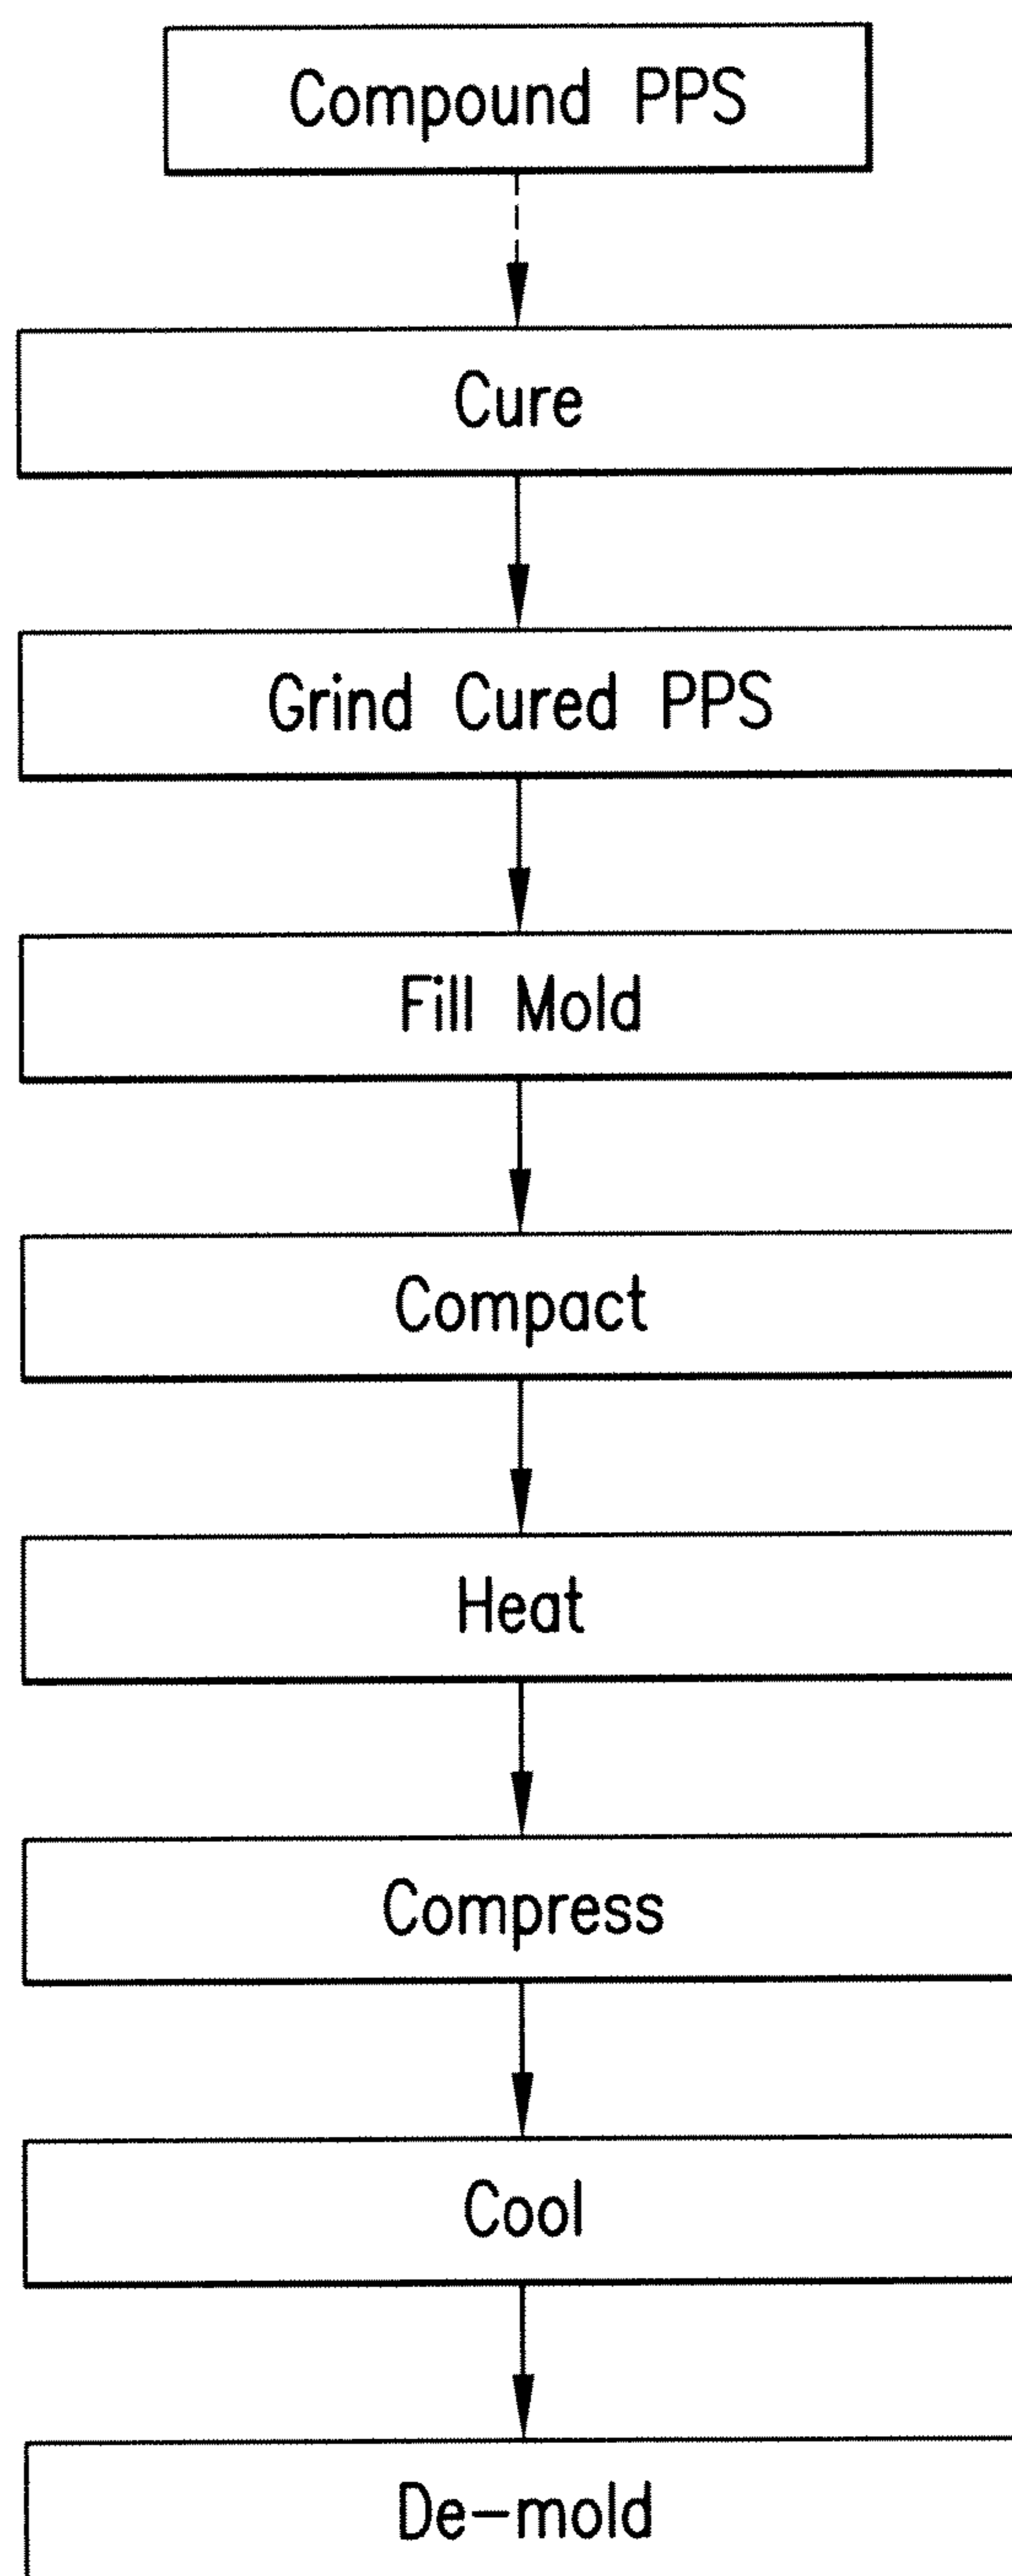 Compound PPS
Cure
Grind Cured PPS
Fill Mold
Compact
Heat
Compress
Cool
De-mold